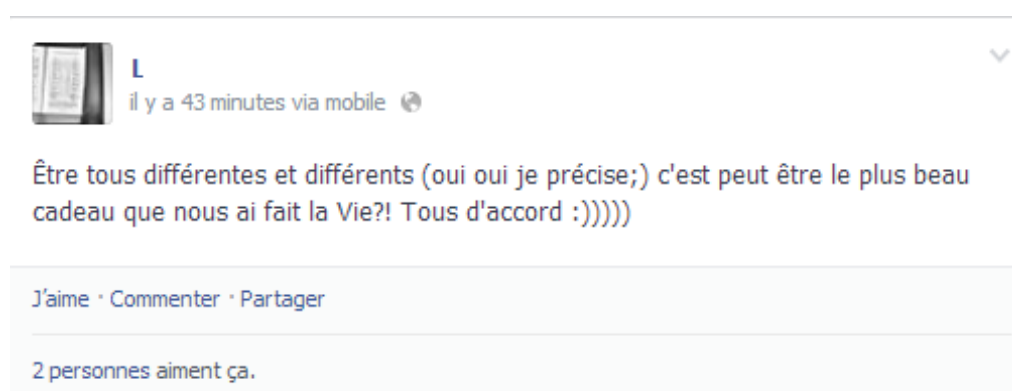 L
il y a 43 minutes via mobile
Être tous différentes et différents (oui oui je précise;) c'est peut être le plus beau
cadeau que nous ai fait la Vie?! Tous d'accord :)))))
J'aime · Commenter · Partager
2 personnes aiment ça.